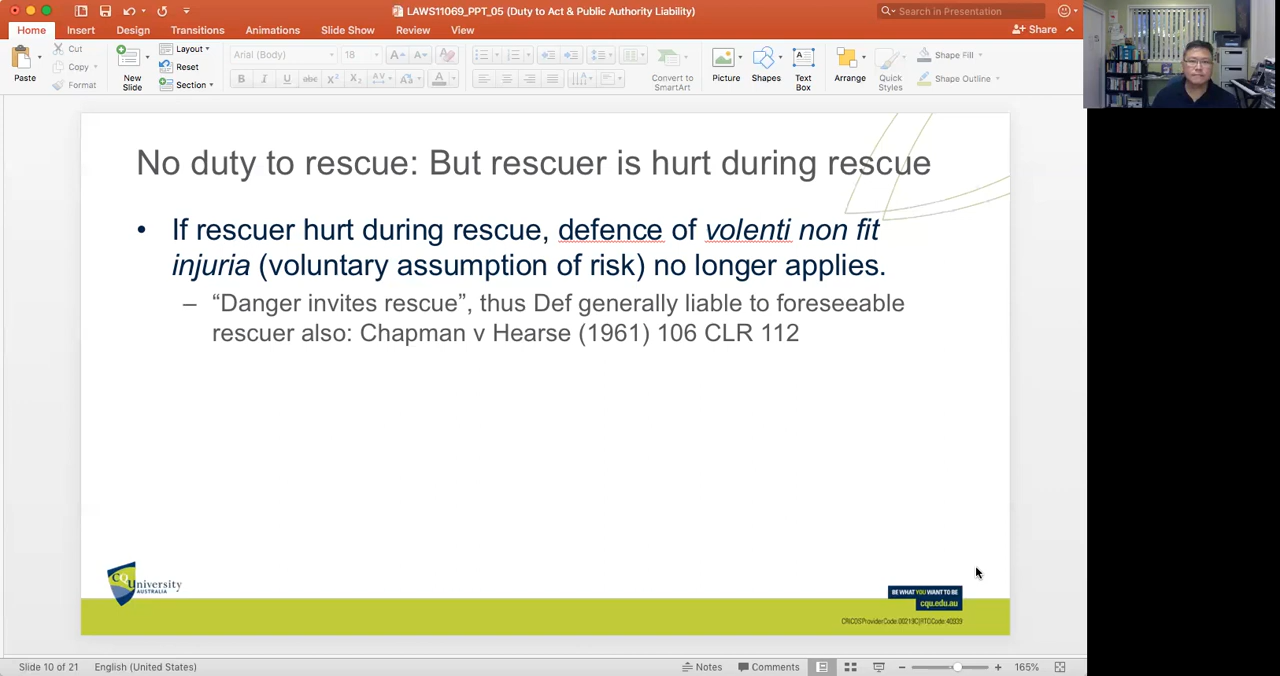 LAWS11069_PPT_05 (Duty to Act & Public Authority Liability)
Search in Presentation
Home Insert Design Transitions Animations Slide Show Review View
Share
Paste
Cut
Copy
Format
New
Slide
Layout
Reset
Section
Arial (Body) 18
B I U abc X² X₂ AV Aa A
Convert to
SmartArt
Picture
Shapes
Text
Box
Arrange
Quick
Styles
Shape Fill
Shape Outline
No duty to rescue: But rescuer is hurt during rescue
• If rescuer hurt during rescue, defence of volenti non fit
injuria (voluntary assumption of risk) no longer applies.
– “Danger invites rescue”, thus Def generally liable to foreseeable
rescuer also: Chapman v Hearse (1961) 106 CLR 112
CQUniversity
AUSTRALIA
BE WHAT YOU WANT TO BE
cqu.edu.au
Slide 10 of 21 English (United States)
Notes Comments 165%